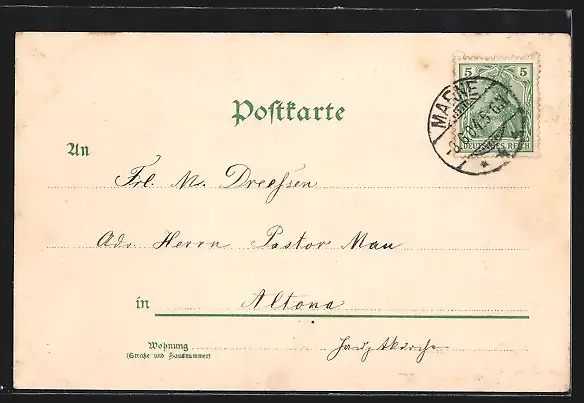 Postkarte
5 5
DEUTSCHES REICH
MARNE
An
Frl. M. Dreessen
Adr. Herrn Pastor Mau
in Altona
Wohnung Hauptkirche
(Straße und Hausnummer)